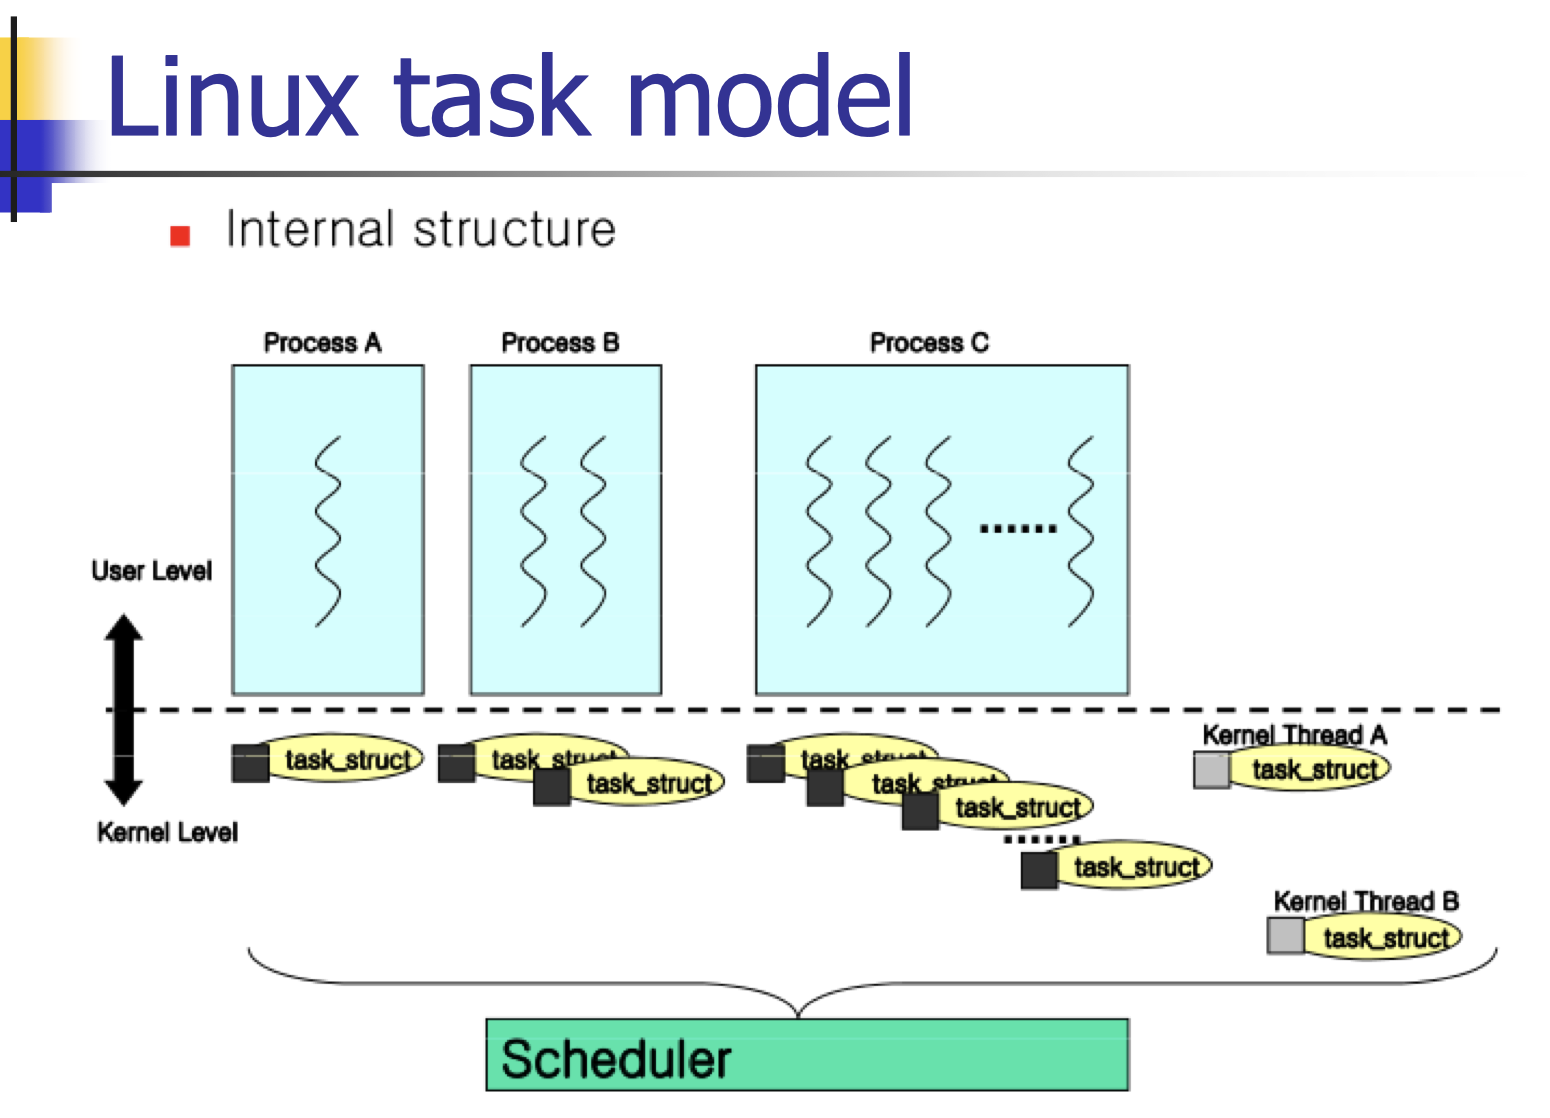 Linux task model
Internal structure
Process A
Process B
Process C
User Level
Kernel Level
task_struct
task_struct
task_struct
task_struct
task_struct
task_struct
task_struct
Kernel Thread A
task_struct
Kernel Thread B
task_struct
Scheduler